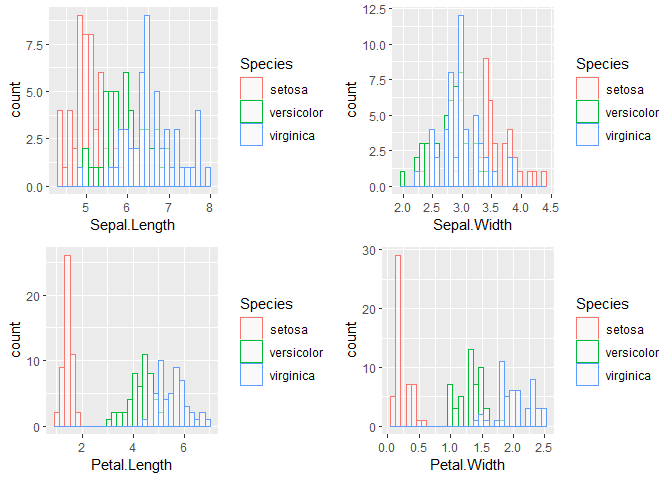 7.5
5.0
2.5
0.0
count
5
6
7
8
Sepal.Length
Species
setosa
versicolor
virginica
12.5
10.0
7.5
5.0
2.5
0.0
count
2.0
2.5
3.0
3.5
4.0
4.5
Sepal.Width
Species
setosa
versicolor
virginica
20
10
0
count
2
4
6
Petal.Length
Species
setosa
versicolor
virginica
30
20
10
0
count
0.0
0.5
1.0
1.5
2.0
2.5
Petal.Width
Species
setosa
versicolor
virginica